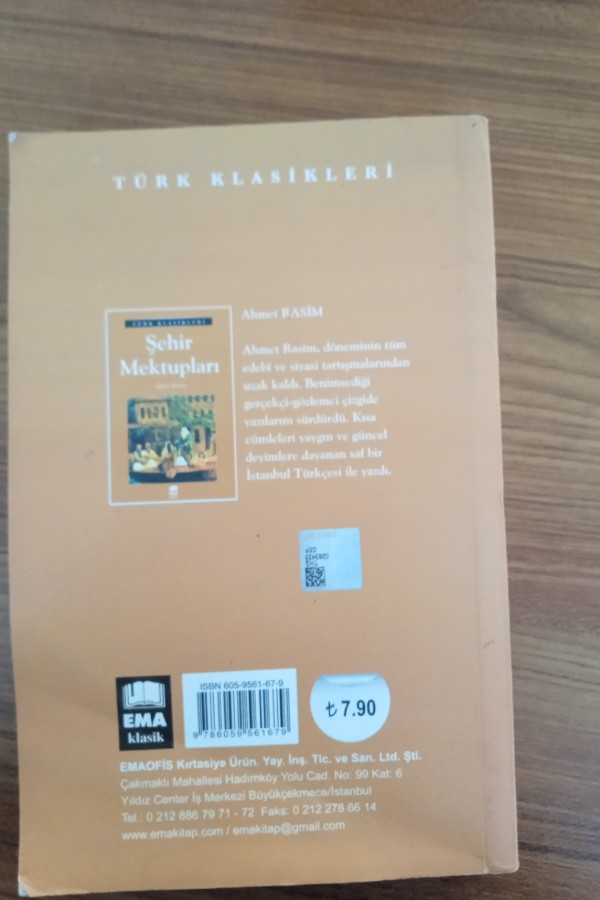 TÜRK KLASİKLERİ
TÜRK KLASİKLERİ
Şehir
Mektupları
Ahmet RASİM
Ahmet Rasim, döneminin tüm
edebi ve siyasi tartışmalarından
uzak kaldı. Benimsediği
gerçekçi-gözlemci çizgide
yazılarını sürdürdü. Kısa
cümleleri yaygın ve güncel
deyimlere dayanan saf bir
İstanbul Türkçesi ile yazdı.
EMA
klasik
ISBN 605-9561-67-9
9 786059 561679
₺7.90
EMAOFİS Kırtasiye Ürün. Yay. İnş. Tic. ve San. Ltd. Şti.
Çakmaklı Mahallesi Hadımköy Yolu Cad. No: 99 Kat: 6
Yıldız Center İş Merkezi Büyükçekmece/İstanbul
Tel.: 0 212 886 79 71 - 72 Faks: 0 212 278 66 14
www.emakitap.com / emakitap@gmail.com